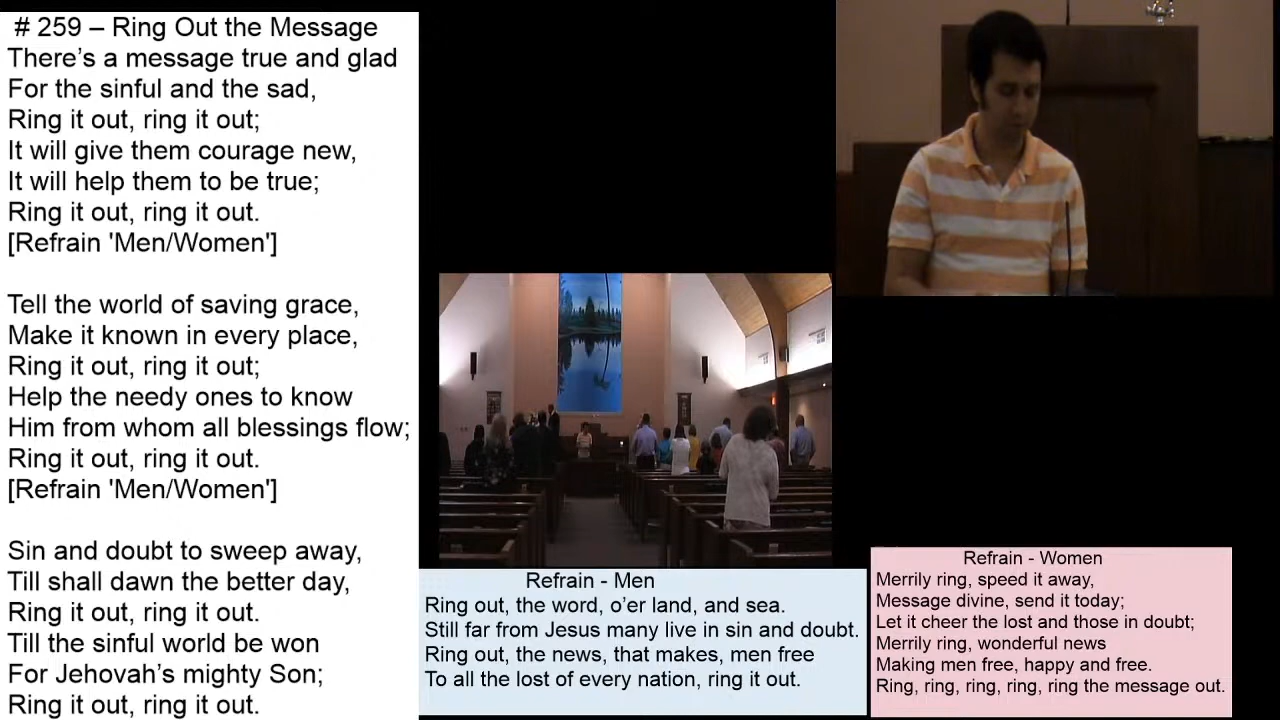 # 259 – Ring Out the Message
There’s a message true and glad
For the sinful and the sad,
Ring it out, ring it out;
It will give them courage new,
It will help them to be true;
Ring it out, ring it out.
[Refrain 'Men/Women']
Tell the world of saving grace,
Make it known in every place,
Ring it out, ring it out;
Help the needy ones to know
Him from whom all blessings flow;
Ring it out, ring it out.
[Refrain 'Men/Women']
Sin and doubt to sweep away,
Till shall dawn the better day,
Ring it out, ring it out.
Till the sinful world be won
For Jehovah’s mighty Son;
Ring it out, ring it out.
Refrain - Men
Ring out, the word, o’er land, and sea.
Still far from Jesus many live in sin and doubt.
Ring out, the news, that makes, men free
To all the lost of every nation, ring it out.
Refrain - Women
Merrily ring, speed it away,
Message divine, send it today;
Let it cheer the lost and those in doubt;
Merrily ring, wonderful news
Making men free, happy and free.
Ring, ring, ring, ring, ring the message out.